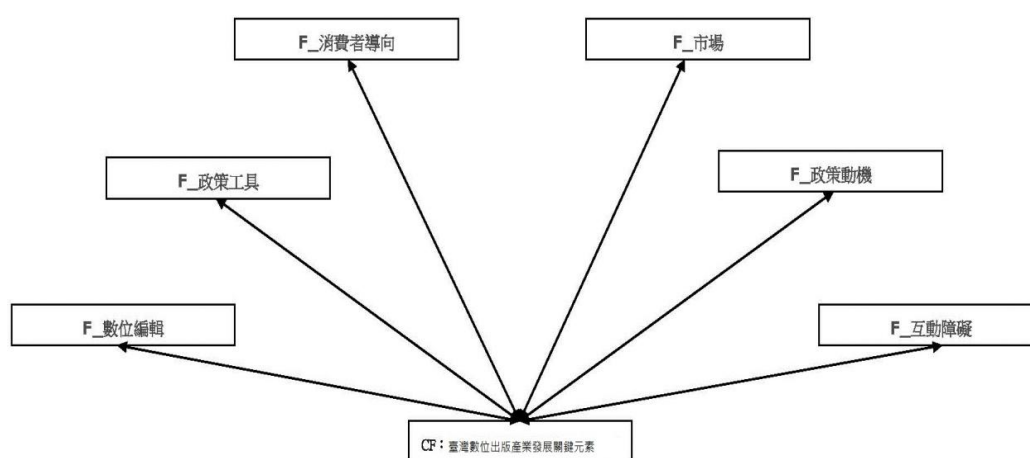 F_消費者導向
F_市場
F_政策工具
F_政策動機
F_數位編輯
F_互動障礙
CF：臺灣數位出版產業發展關鍵元素